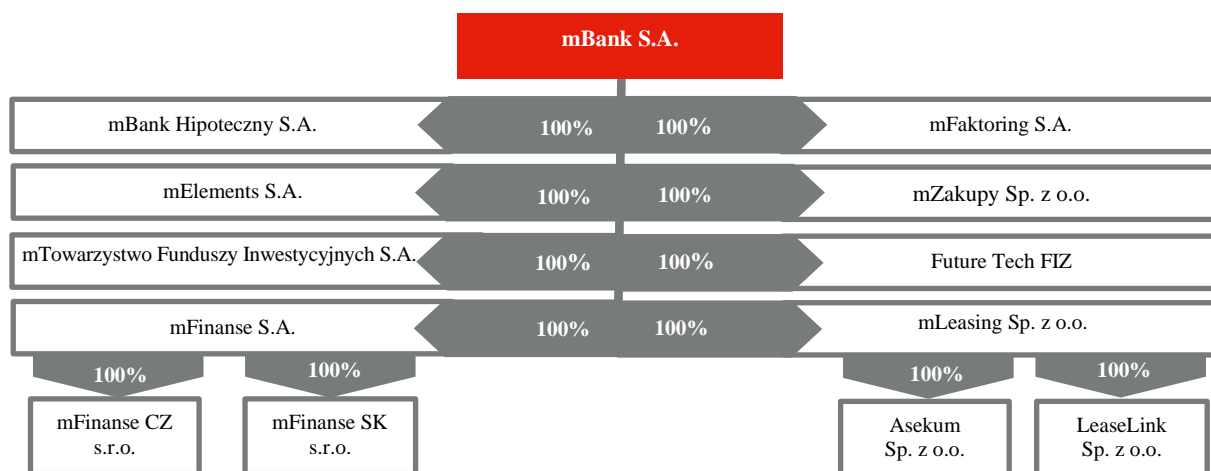 mBank S.A.
mBank Hipoteczny S.A.
100%
100%
mFaktoring S.A.
mElements S.A.
100%
100%
mZakupy Sp. z o.o.
mTowarzystwo Funduszy Inwestycyjnych S.A.
100%
100%
Future Tech FIZ
mFinanse S.A.
100%
100%
mLeasing Sp. z o.o.
100%
100%
100%
100%
mFinanse CZ
s.r.o.
mFinanse SK
s.r.o.
Asekum
Sp. z o.o.
LeaseLink
Sp. z o.o.